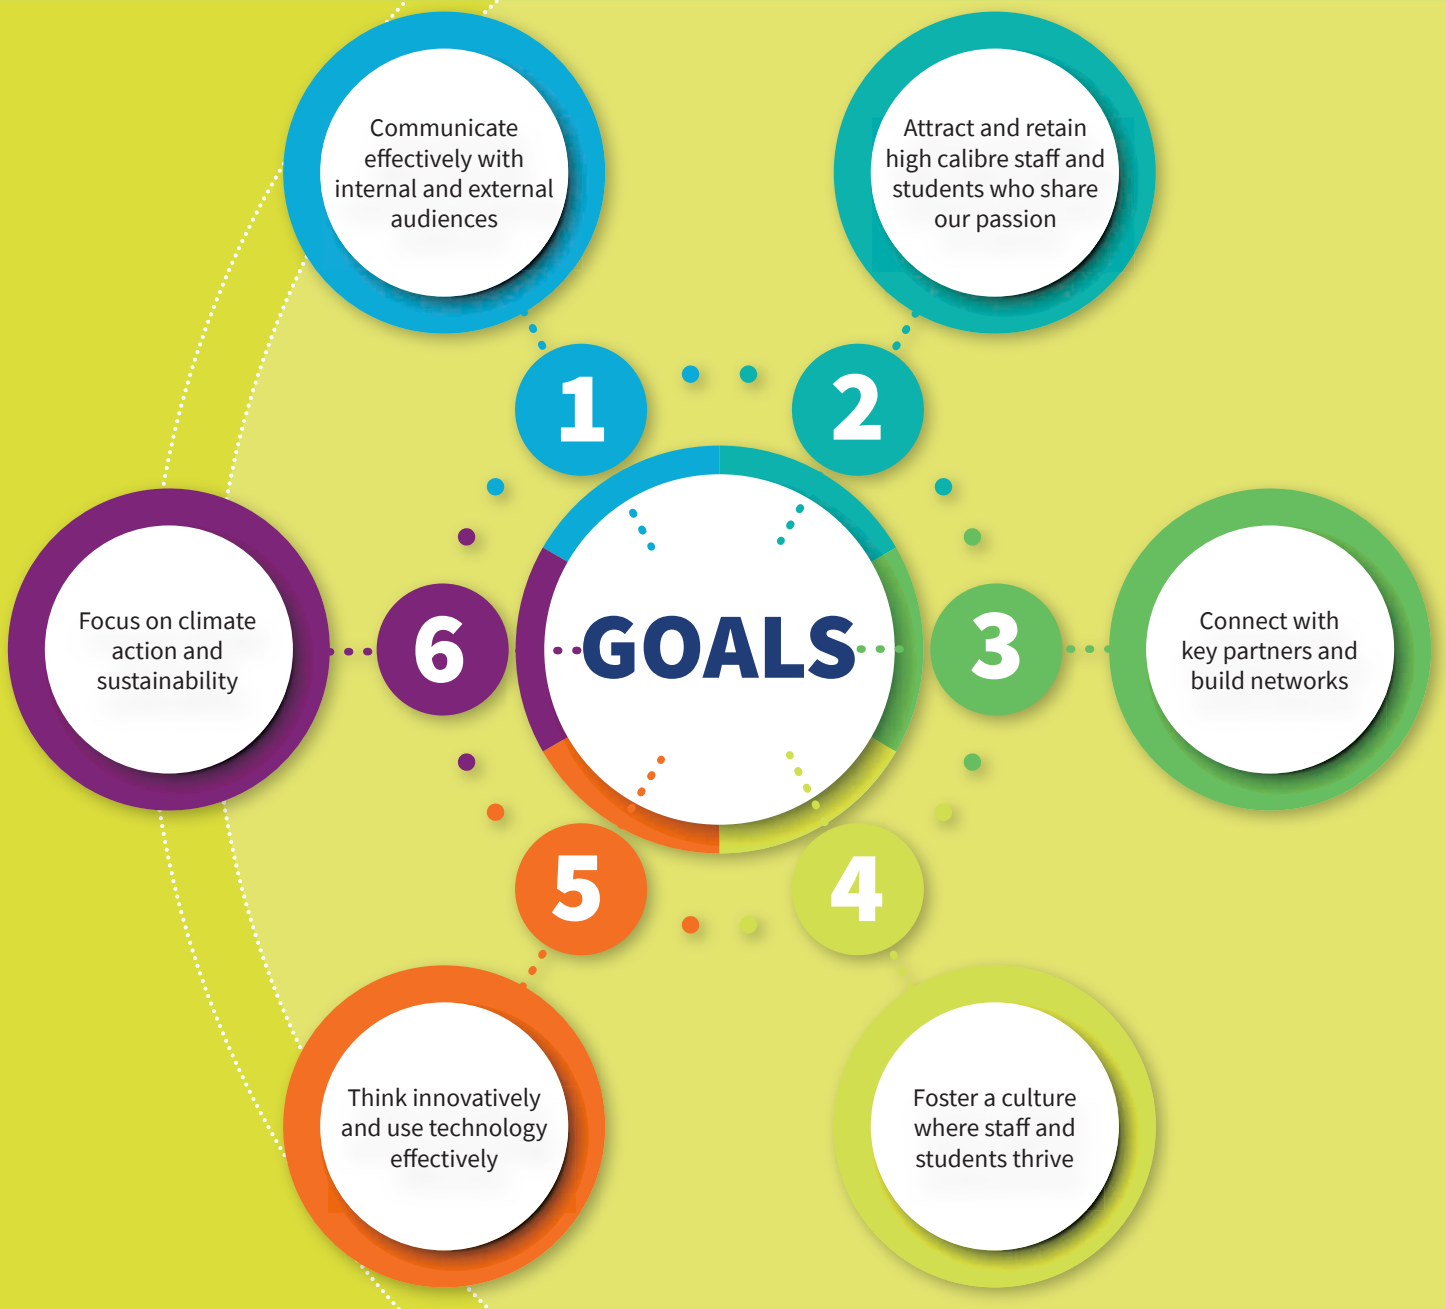 Communicate
effectively with
internal and external
audiences
1
Attract and retain
high calibre staff and
students who share
our passion
2
Connect with
key partners and
build networks
3
Foster a culture
where staff and
students thrive
4
Think innovatively
and use technology
effectively
5
Focus on climate
action and
sustainability
6
GOALS